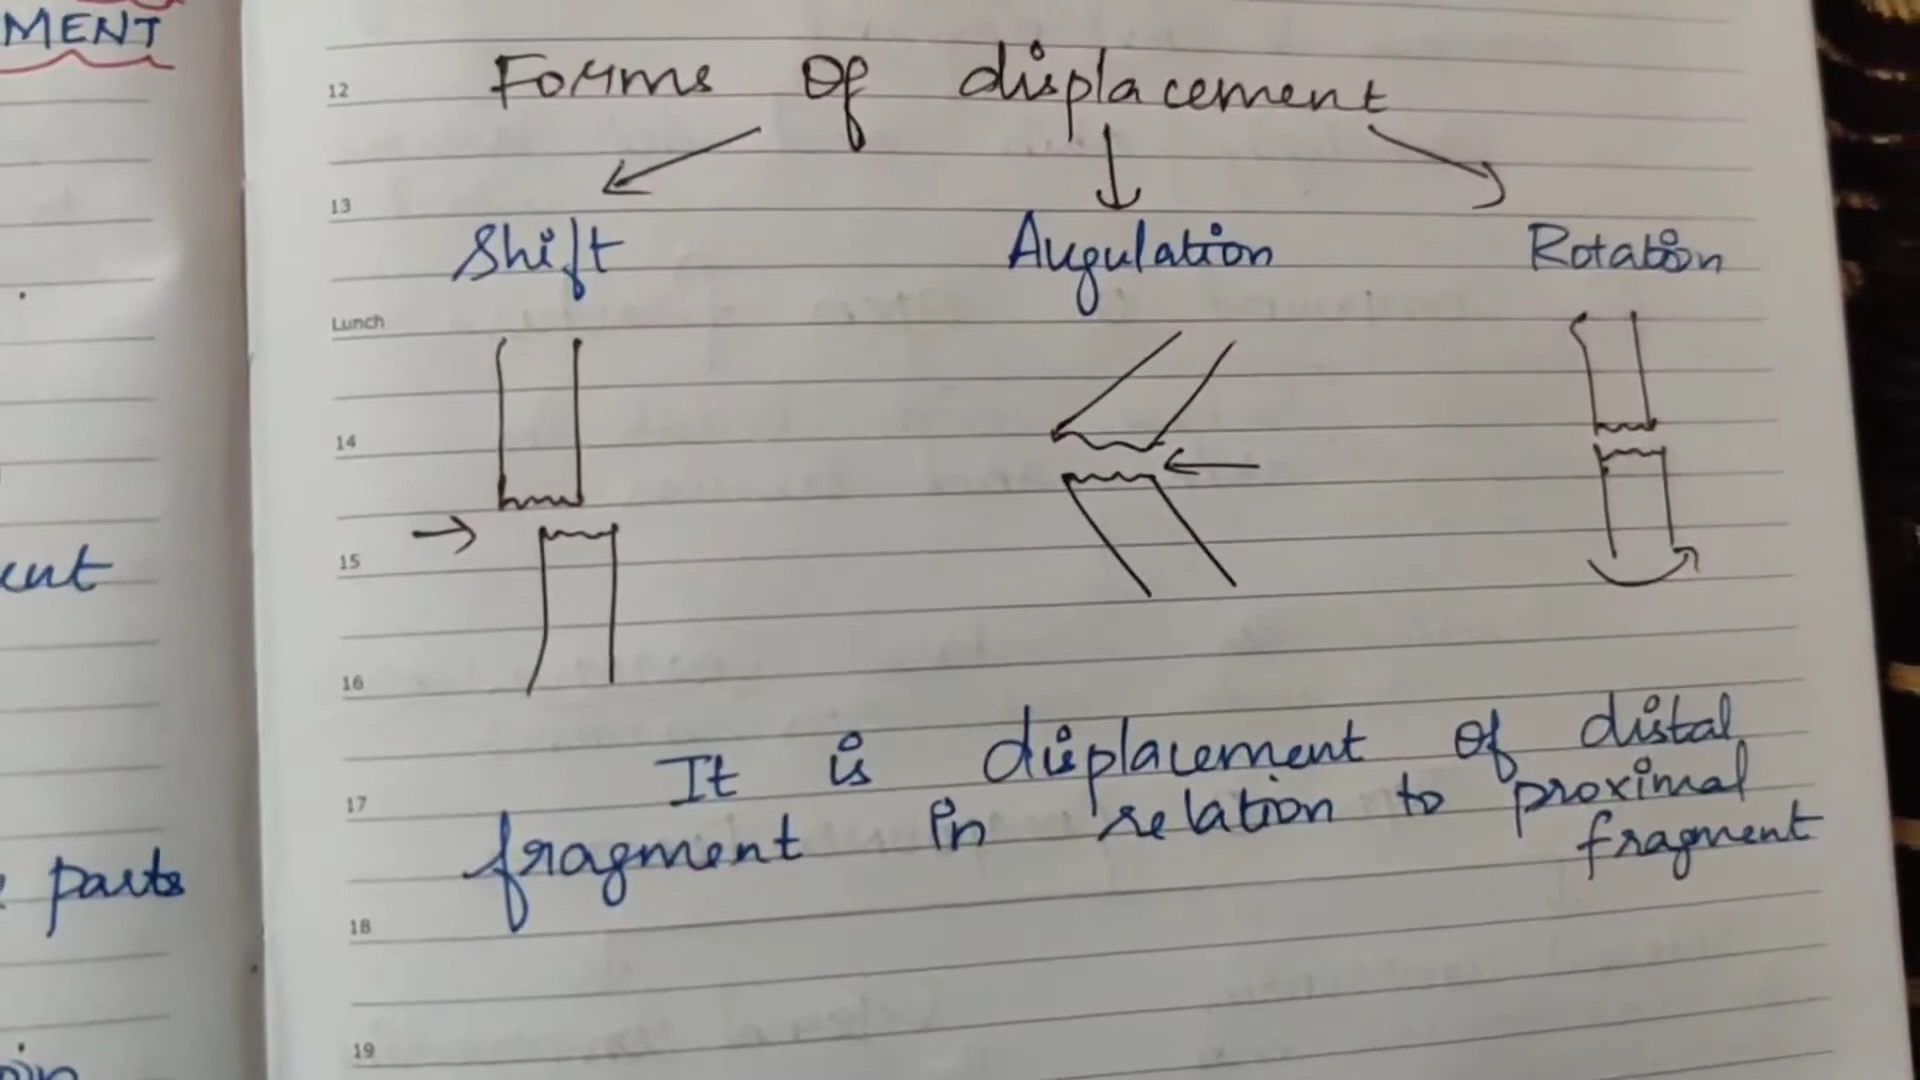 MENT
ent
parts
12
Forms Of displacement
13
Shift Angulation Rotation
Lunch
14
15
16
It is displacement of distal
17
fragment in relation to proximal
fragment
18
19